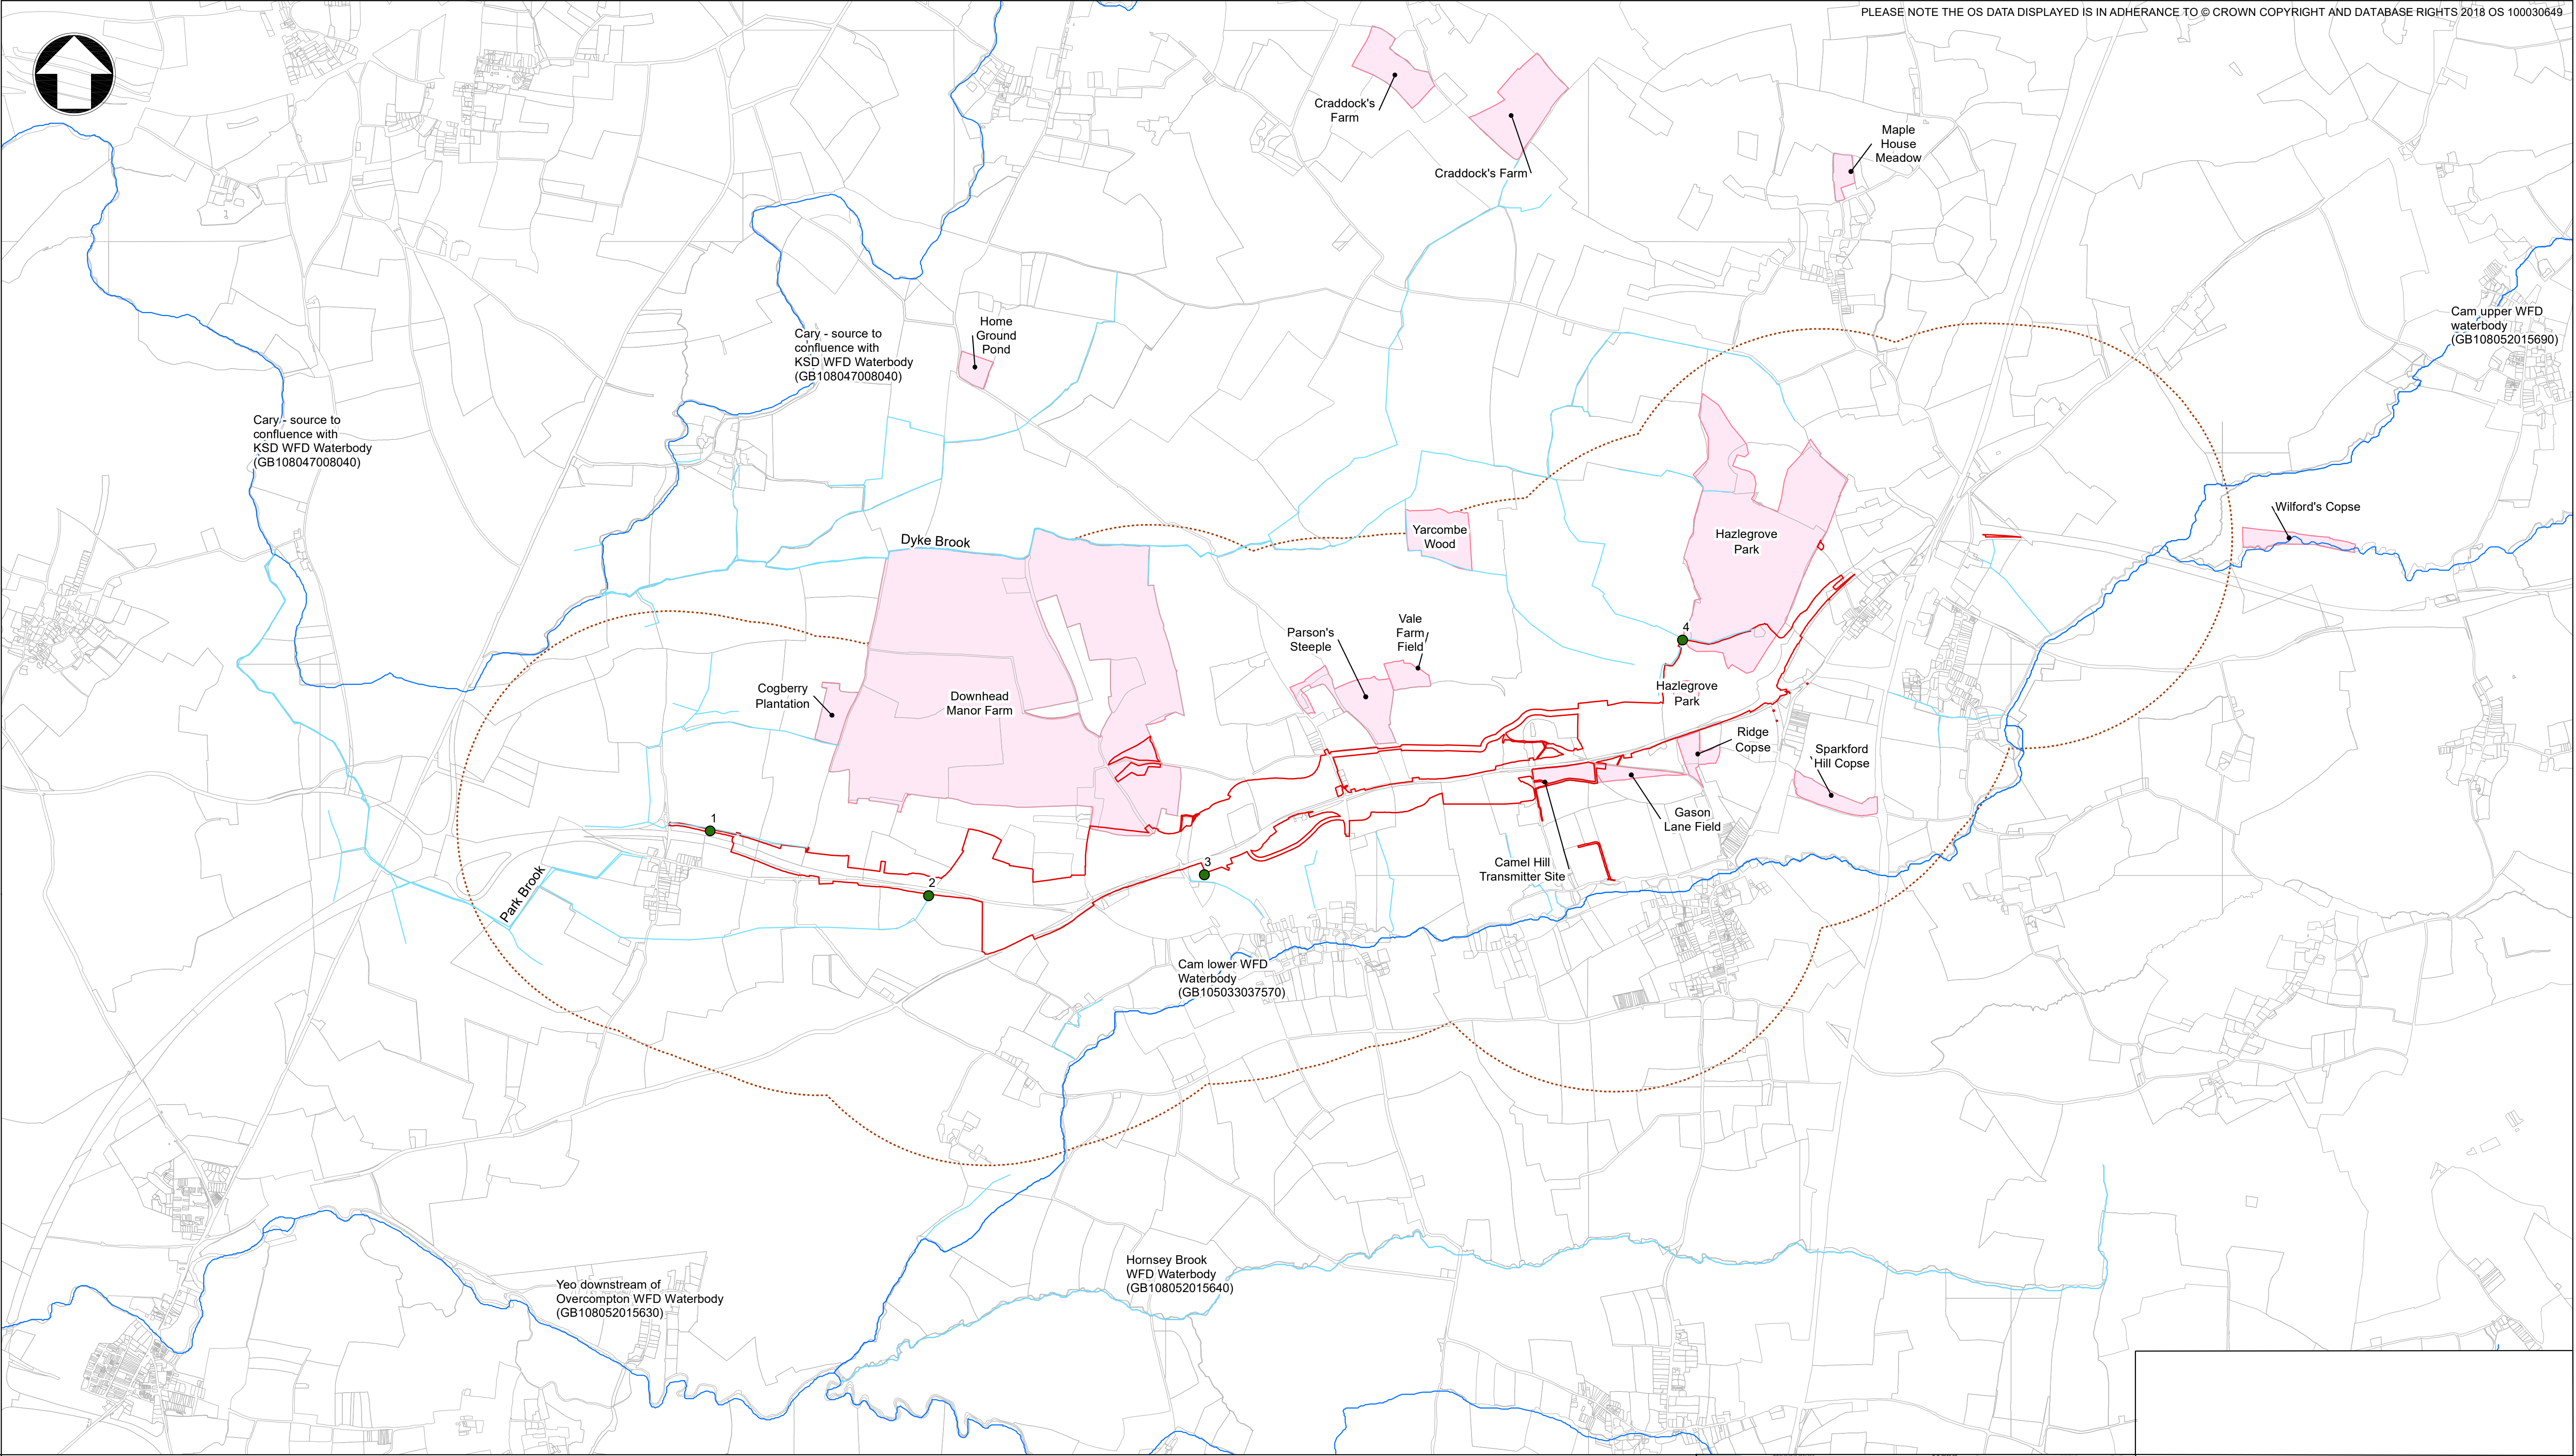 PLEASE NOTE THE OS DATA DISPLAYED IS IN ADHERANCE TO © CROWN COPYRIGHT AND DATABASE RIGHTS 2018 OS 100030649
Craddock's
Farm
Craddock's Farm
Maple
House
Meadow
Cam upper WFD
waterbody
(GB108052015690)
Home
Ground
Pond
Cary - source to
confluence with
KSD WFD Waterbody
(GB108047008040)
Cary - source to
confluence with
KSD WFD Waterbody
(GB108047008040)
Wilford's Copse
Dyke Brook
Yarcombe
Wood
Hazlegrove
Park
Parson's
Steeple
Vale
Farm
Field
4
Cogberry
Plantation
Downhead
Manor Farm
Hazlegrove
Park
Ridge
Copse
Sparkford
Hill Copse
Gason
Lane Field
Camel Hill
Transmitter Site
1
2
3
Park Brook
Cam lower WFD
Waterbody
(GB105033037570)
Hornsey Brook
WFD Waterbody
(GB108052015640)
Yeo downstream of
Overcompton WFD Waterbody
(GB108052015630)